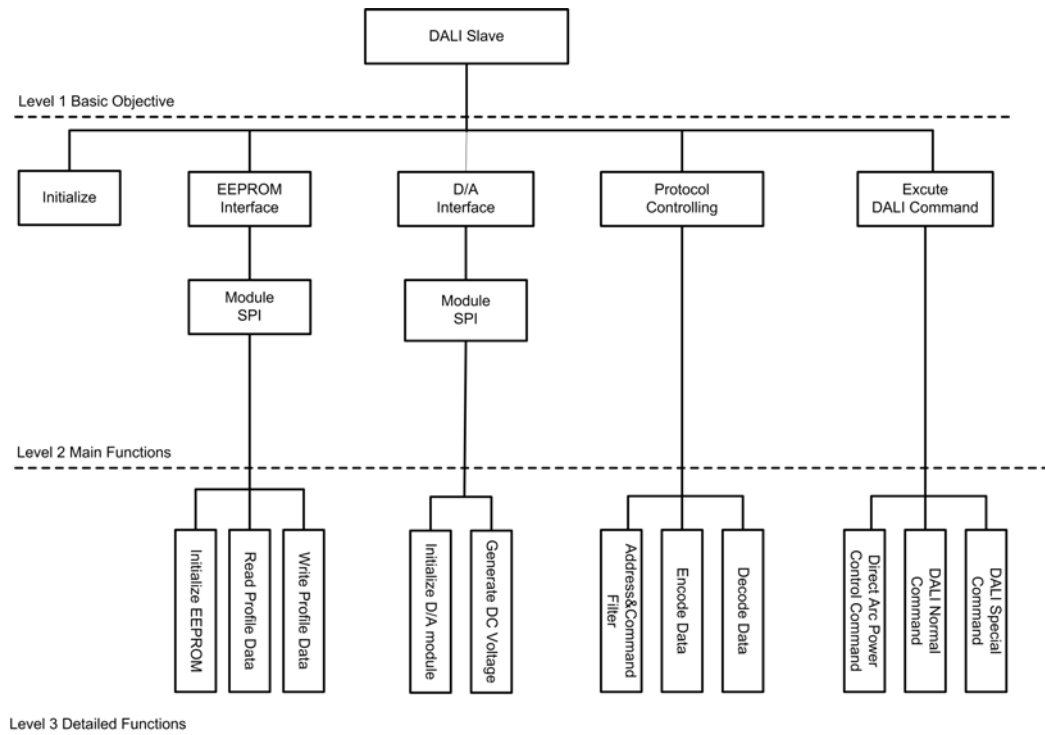 DALI Slave
Level 1 Basic Objective
Initialize
EEPROM
Interface
D/A
Interface
Protocol
Controlling
Excute
DALI Command
Module
SPI
Module
SPI
Level 2 Main Functions
Initialize EEPROM
Read Profile Data
Write Profile Data
Initialize D/A module
Generate DC Voltage
Address&Command
Filter
Encode Data
Decode Data
Direct Arc Power
Control Command
DALI Normal
Command
DALI Special
Command
Level 3 Detailed Functions